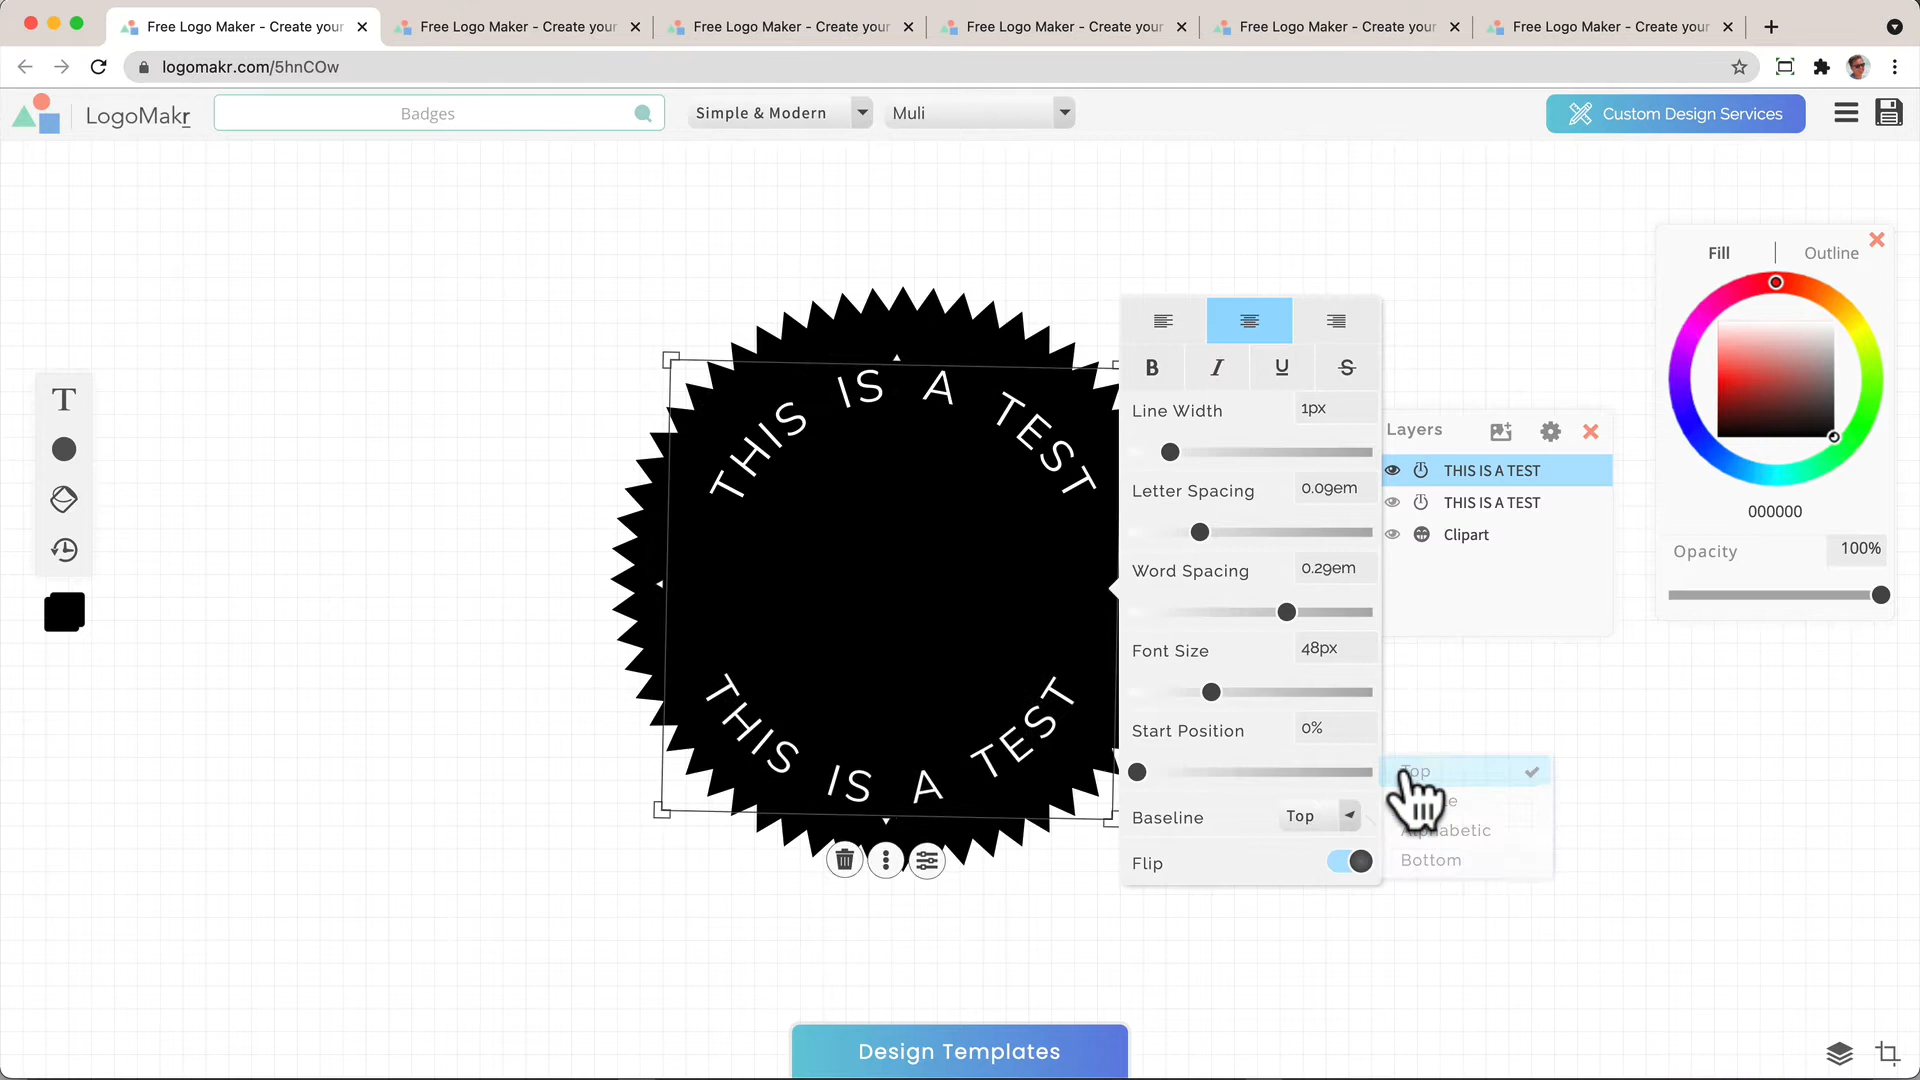 Free Logo Maker - Create your
Free Logo Maker - Create your
Free Logo Maker - Create your
Free Logo Maker - Create your
Free Logo Maker - Create your
Free Logo Maker - Create your
logomakr.com/5hnCOw
LogoMakr
Badges
Simple & Modern
Muli
Custom Design Services
Fill
Outline
000000
Opacity
100%
THIS IS A TEST
THIS IS A TEST
B I U S
Line Width
1px
Letter Spacing
0.09em
Word Spacing
0.29em
Font Size
48px
Start Position
0%
Baseline
Top
Flip
Layers
THIS IS A TEST
THIS IS A TEST
Clipart
Top
Alphabetic
Bottom
T
Design Templates